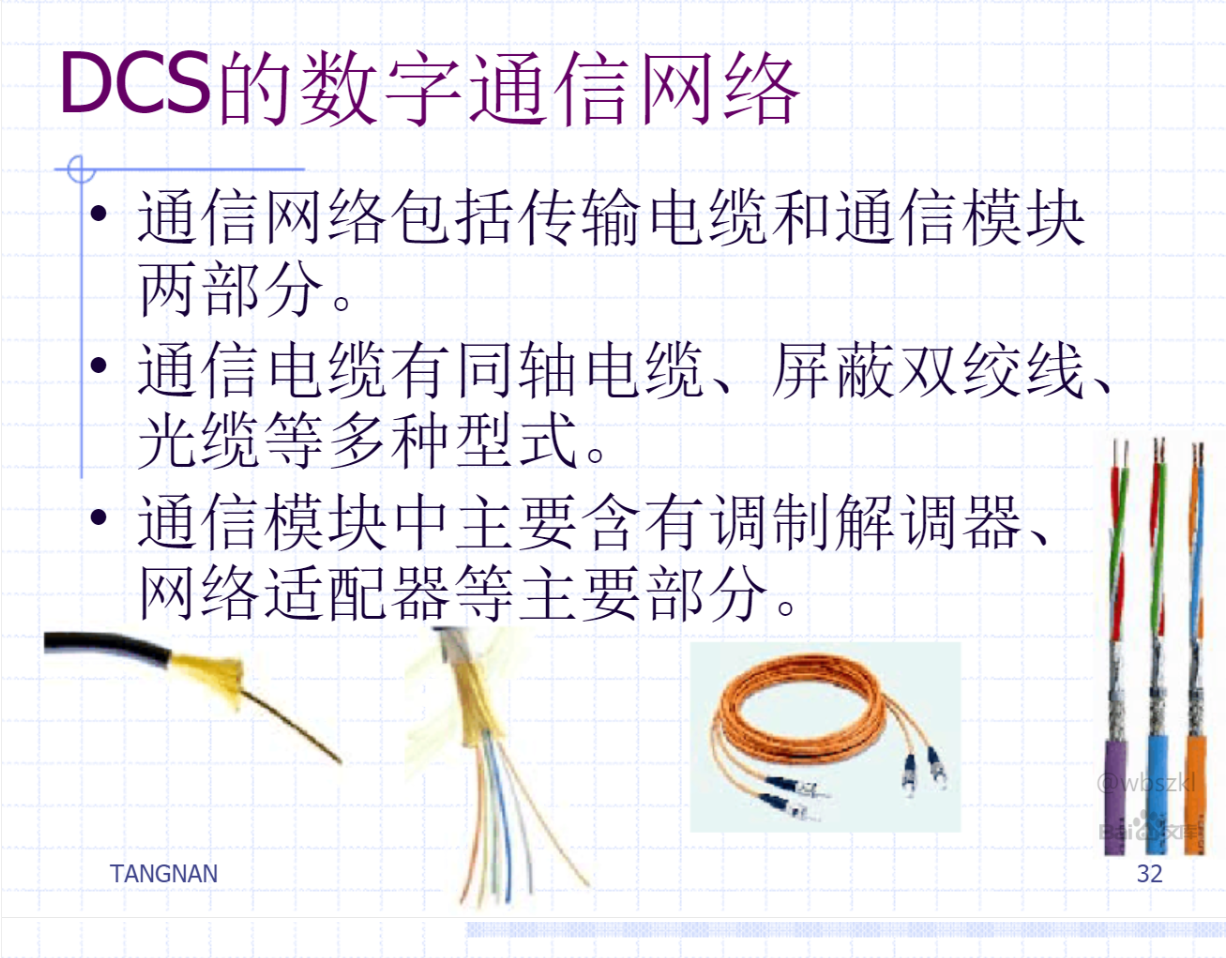 DCS的数字通信网络
• 通信网络包括传输电缆和通信模块
两部分。
• 通信电缆有同轴电缆、屏蔽双绞线、
光缆等多种型式。
• 通信模块中主要含有调制解调器、
网络适配器等主要部分。
@wbszkl
Bai文库
TANGNAN
32